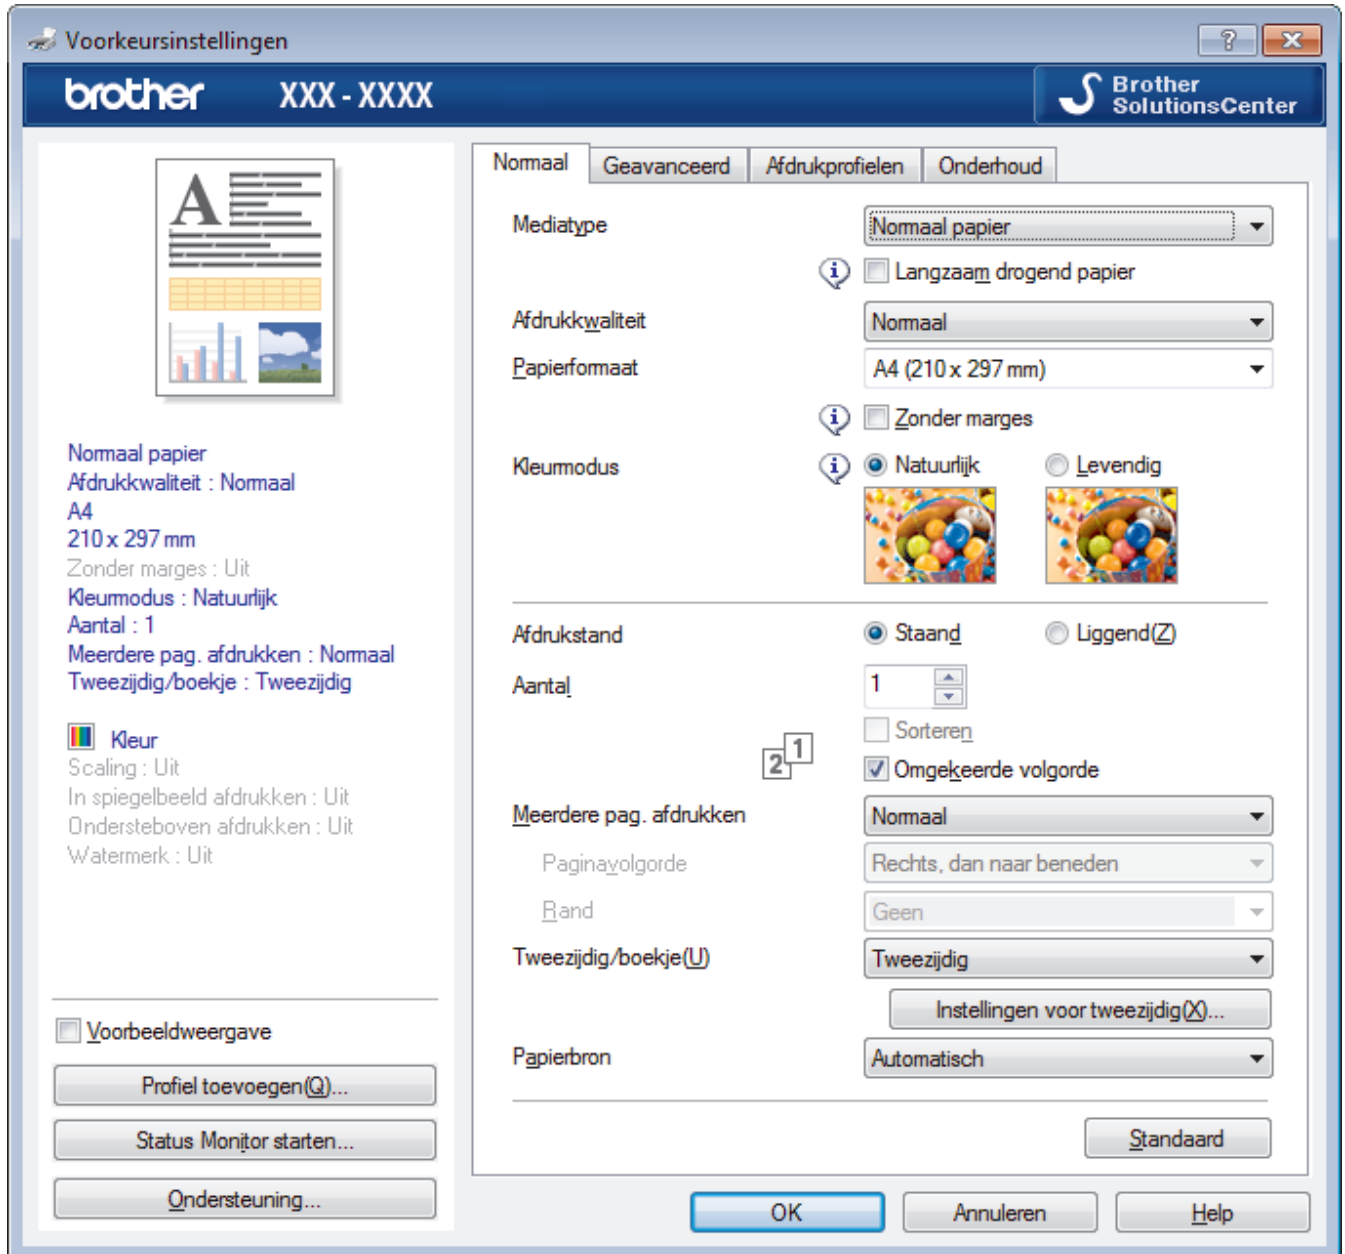 Voorkeursinstellingen
?
brother XXX - XXXX
Brother
SolutionsCenter
A
Normaal papier
Afdrukkwaliteit : Normaal
A4
210 x 297 mm
Zonder marges : Uit
Kleurmodus : Natuurlijk
Aantal : 1
Meerdere pag. afdrukken : Normaal
Tweezijdig/boekje : Tweezijdig
Kleur
Scaling : Uit
In spiegelbeeld afdrukken : Uit
Ondersteboven afdrukken : Uit
Watermerk : Uit
Voorbeeldweergave
Profiel toevoegen(Q)...
Status Monitor starten...
Ondersteuning...
Normaal Geavanceerd Afdrukprofielen Onderhoud
Mediatype Normaal papier
Langzaam drogend papier
Afdrukkwaliteit Normaal
Papierformaat A4 (210 x 297 mm)
Zonder marges
Kleurmodus Natuurlijk Levendig
Afdrukstand Staand Liggend(Z)
Aantal 1
Sorteren
2 1 Omgekeerde volgorde
Meerdere pag. afdrukken Normaal
Paginavolgorde Rechts, dan naar beneden
Rand Geen
Tweezijdig/boekje(U) Tweezijdig
Instellingen voor tweezijdig(X)...
Papierbron Automatisch
Standaard
OK Annuleren Help